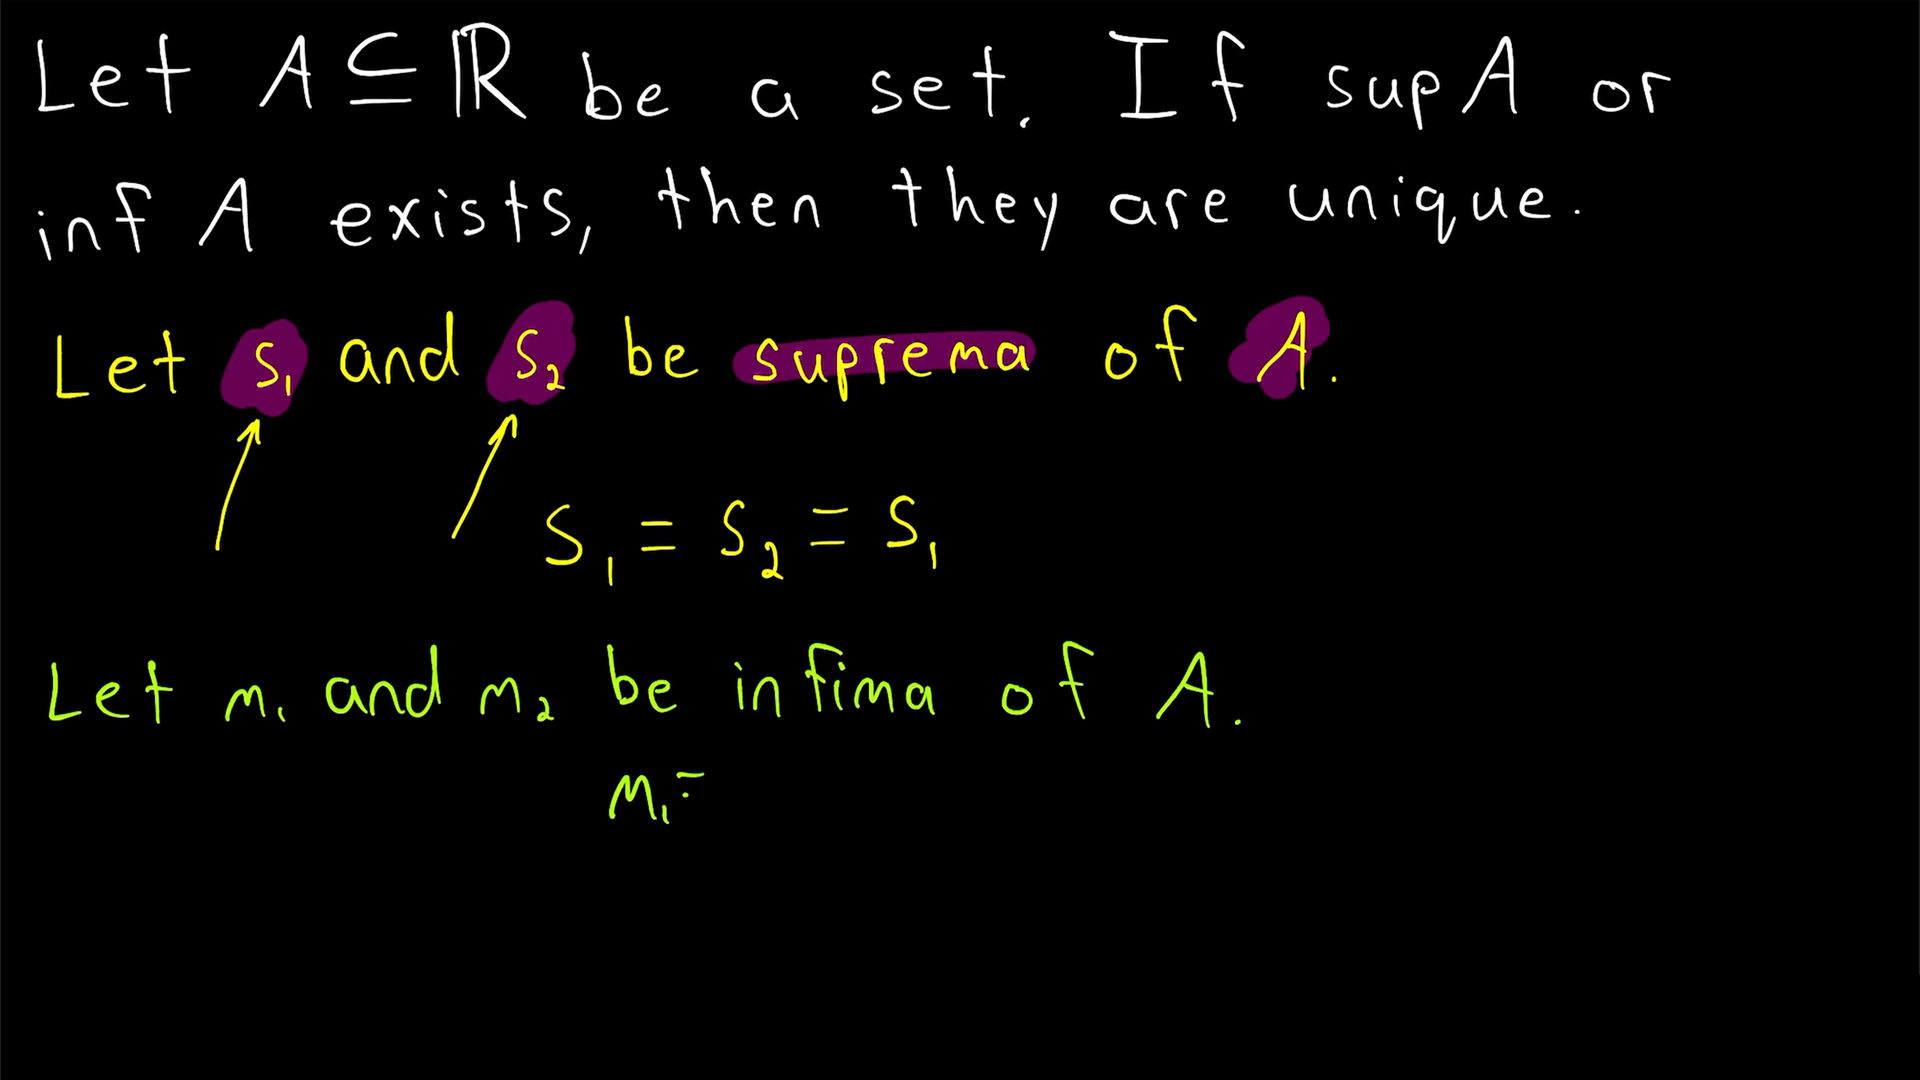 Let A ⊆ ℝ be a set. If sup A or
inf A exists, then they are unique.
Let s₁ and s₂ be suprema of A.
s₁ = s₂ = s₁
Let m₁ and m₂ be infima of A.
m₁ =